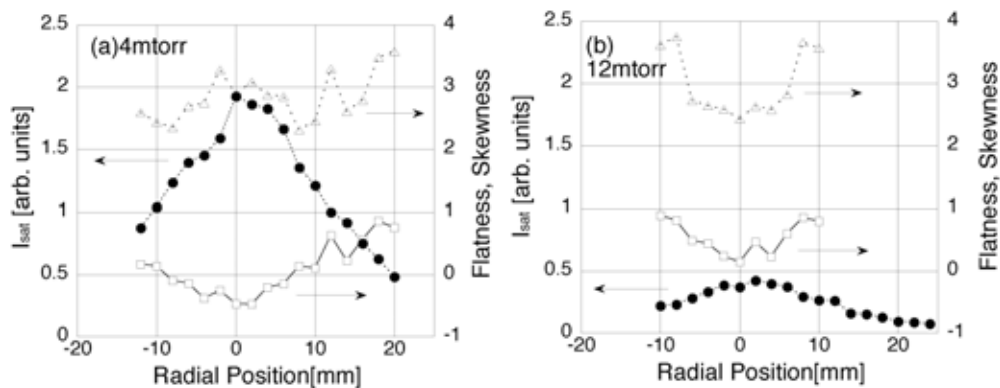 (a)4mtorr
2.5
2
1.5
1
0.5
0
I_sat [arb. units]
4
3
2
1
0
-1
Flatness, Skewness
-20 -10 0 10 20
Radial Position[mm]
(b)
12mtorr
2.5
2
1.5
1
0.5
0
I_sat [arb. units]
4
3
2
1
0
-1
Flatness, Skewness
-20 -10 0 10 20
Radial Position[mm]